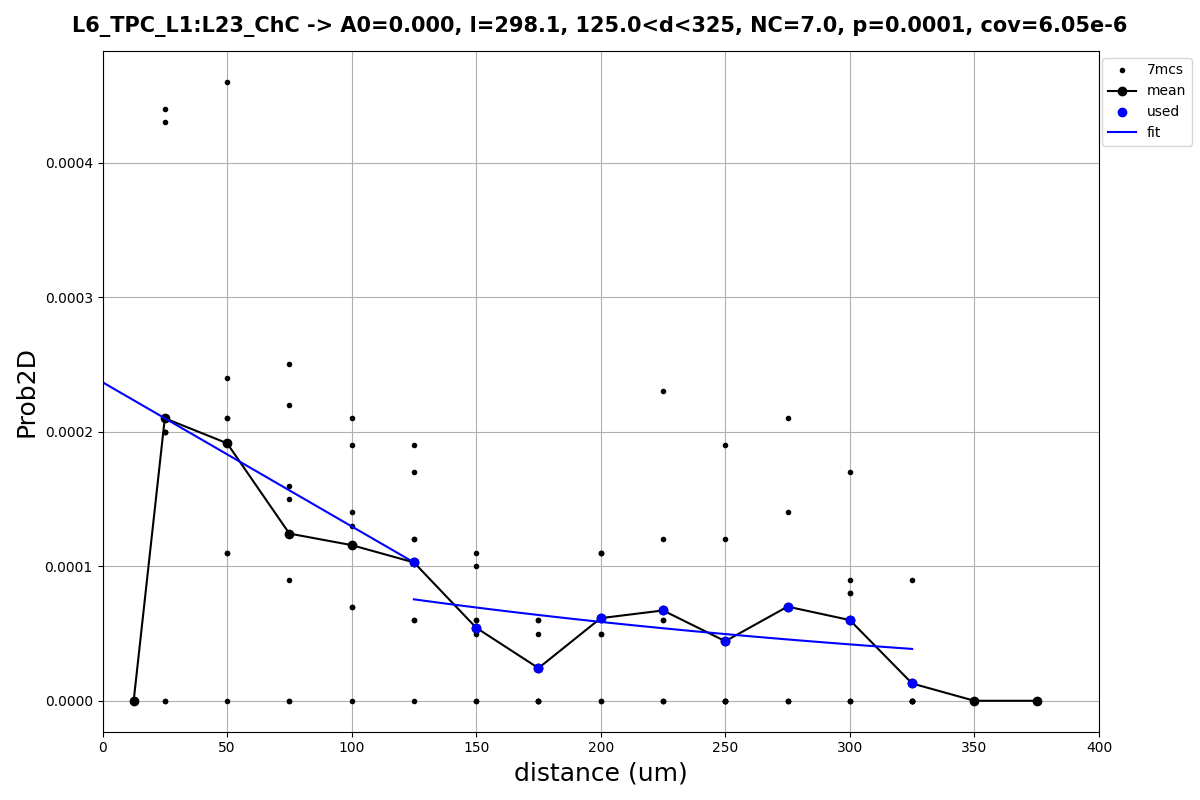 L6_TPC_L1:L23_ChC -> A0=0.000, l=298.1, 125.0<d<325, NC=7.0, p=0.0001, cov=6.05e-6
7mcs
mean
used
fit
Prob2D
0.0004
0.0003
0.0002
0.0001
0.0000
0 50 100 150 200 250 300 350 400
distance (um)